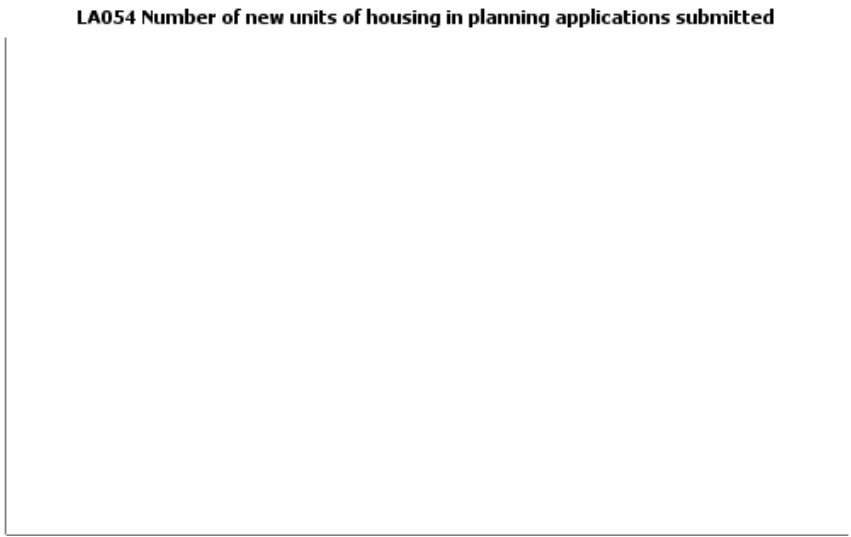 LA054 Number of new units of housing in planning applications submitted